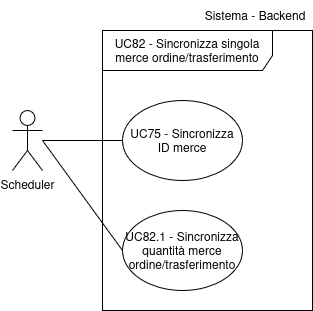 Sistema - Backend
UC82 - Sincronizza singola
merce ordine/trasferimento
UC75 - Sincronizza
ID merce
Scheduler
UC82.1 - Sincronizza
quantità merce
ordine/trasferimento